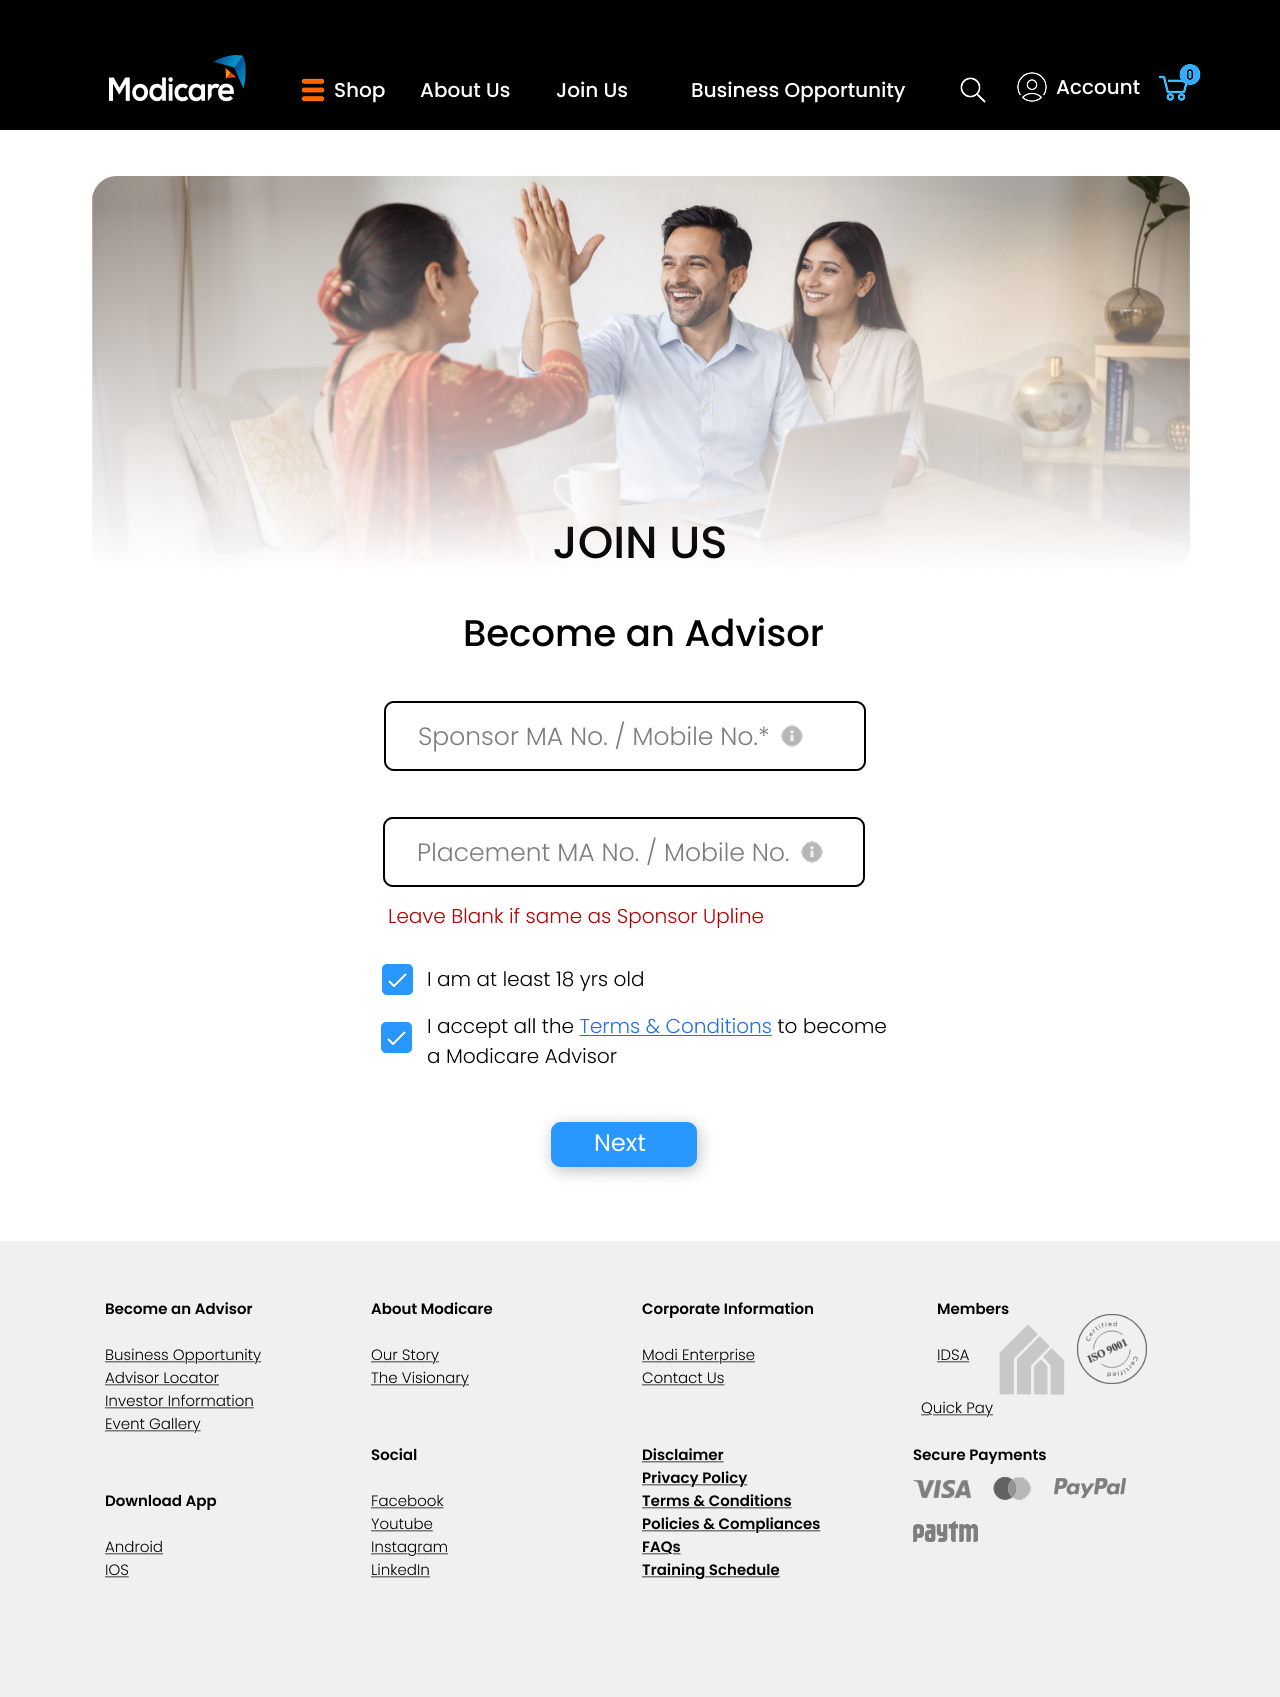 Modicare
Shop
About Us
Join Us
Business Opportunity
Account
0
JOIN US
Become an Advisor
Sponsor MA No. / Mobile No.*
Placement MA No. / Mobile No.
Leave Blank if same as Sponsor Upline
I am at least 18 yrs old
I accept all the Terms & Conditions to become
a Modicare Advisor
Next
Become an Advisor
Business Opportunity
Advisor Locator
Investor Information
Event Gallery
Download App
Android
IOS
About Modicare
Our Story
The Visionary
Social
Facebook
Youtube
Instagram
LinkedIn
Corporate Information
Modi Enterprise
Contact Us
Disclaimer
Privacy Policy
Terms & Conditions
Policies & Compliances
FAQs
Training Schedule
Members
IDSA
Certified
ISO 9001
Certified
Quick Pay
Secure Payments
VISA
PayPal
paytm